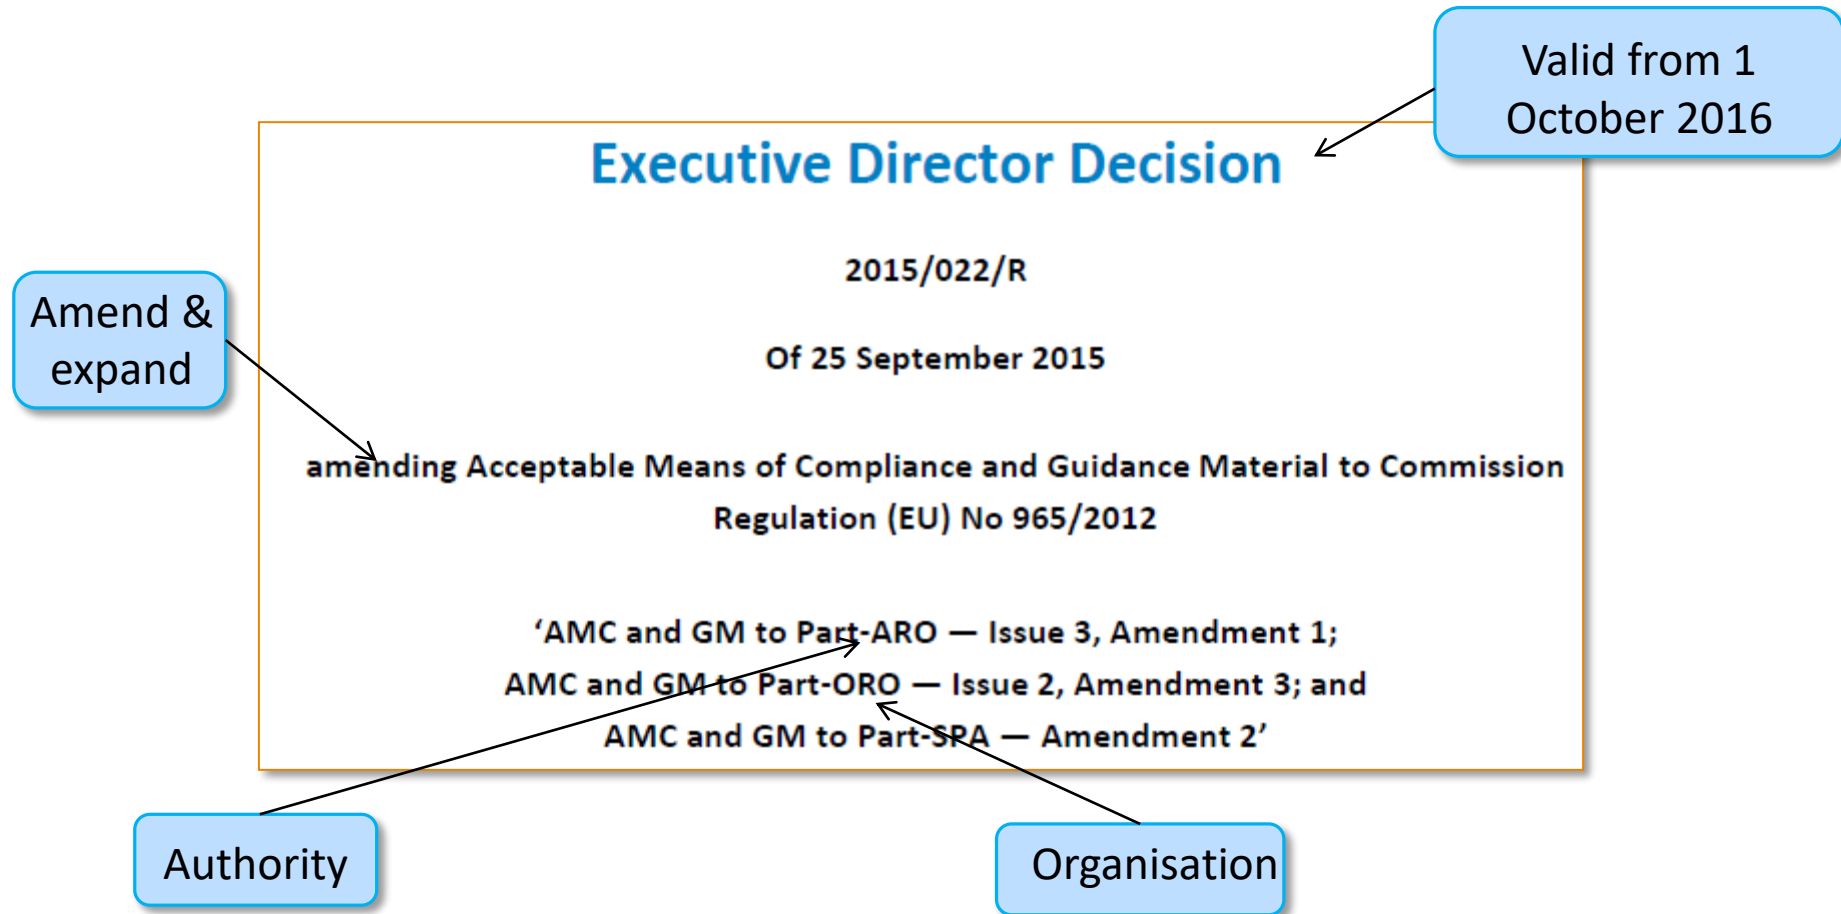 Valid from 1
October 2016
Executive Director Decision
2015/022/R
Amend &
expand
Of 25 September 2015
amending Acceptable Means of Compliance and Guidance Material to Commission
Regulation (EU) No 965/2012
‘AMC and GM to Part-ARO — Issue 3, Amendment 1;
AMC and GM to Part-ORO — Issue 2, Amendment 3; and
AMC and GM to Part-SPA — Amendment 2’
Authority
Organisation